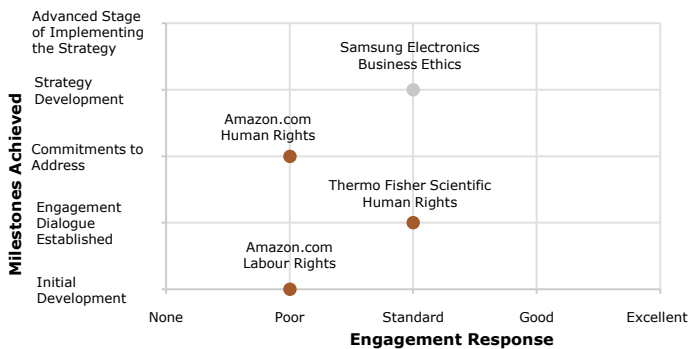 Milestones Achieved
Advanced Stage
of Implementing
the Strategy
Strategy
Development
Commitments to
Address
Engagement
Dialogue
Established
Initial
Development
Samsung Electronics
Business Ethics
Amazon.com
Human Rights
Thermo Fisher Scientific
Human Rights
Amazon.com
Labour Rights
None
Poor
Standard
Good
Excellent
Engagement Response